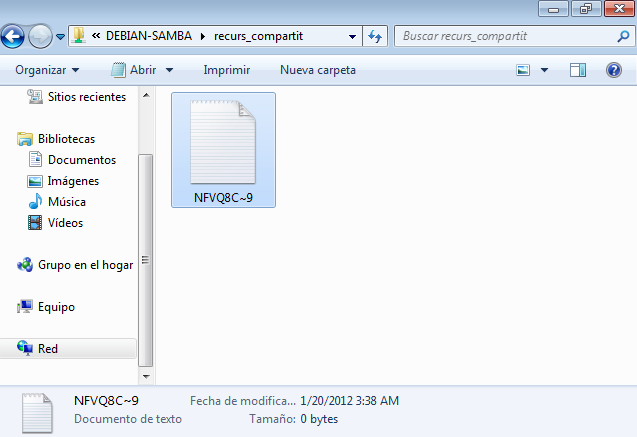 « DEBIAN-SAMBA recurs_compartit
Buscar recurs_compartit
Organizar Abrir Imprimir Nueva carpeta
Sitios recientes
Bibliotecas
Documentos
Imágenes
Música
Vídeos
Grupo en el hogar
Equipo
Red
NFVQ8C~9
NFVQ8C~9 Fecha de modifica... 1/20/2012 3:38 AM
Documento de texto Tamaño: 0 bytes